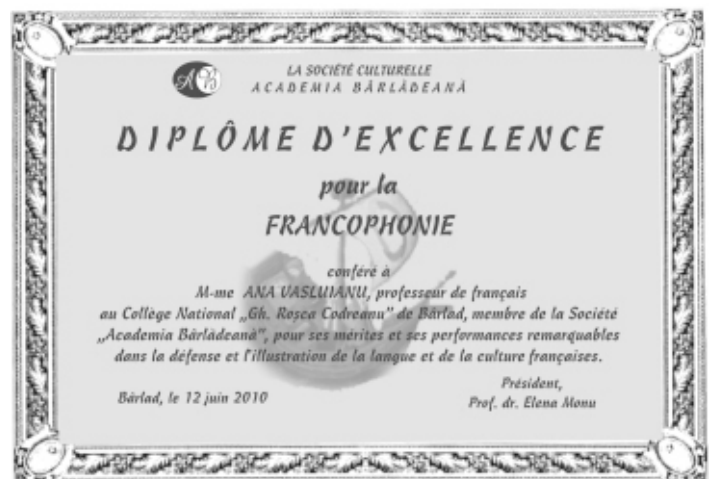 AB
LA SOCIÉTÉ CULTURELLE
ACADEMIA BÂRLĂDEANĂ
DIPLÔME D'EXCELLENCE
pour la
FRANCOPHONIE
conféré à
M-me ANA VASLUIANU, professeur de français
au Collège National „Gh. Roşca Codreanu" de Bârlad, membre de la Société
„Academia Bârlădeană", pour ses mérites et ses performances remarquables
dans la défense et l'illustration de la langue et de la culture françaises.
Président,
Bârlad, le 12 juin 2010
Prof. dr. Elena Monu